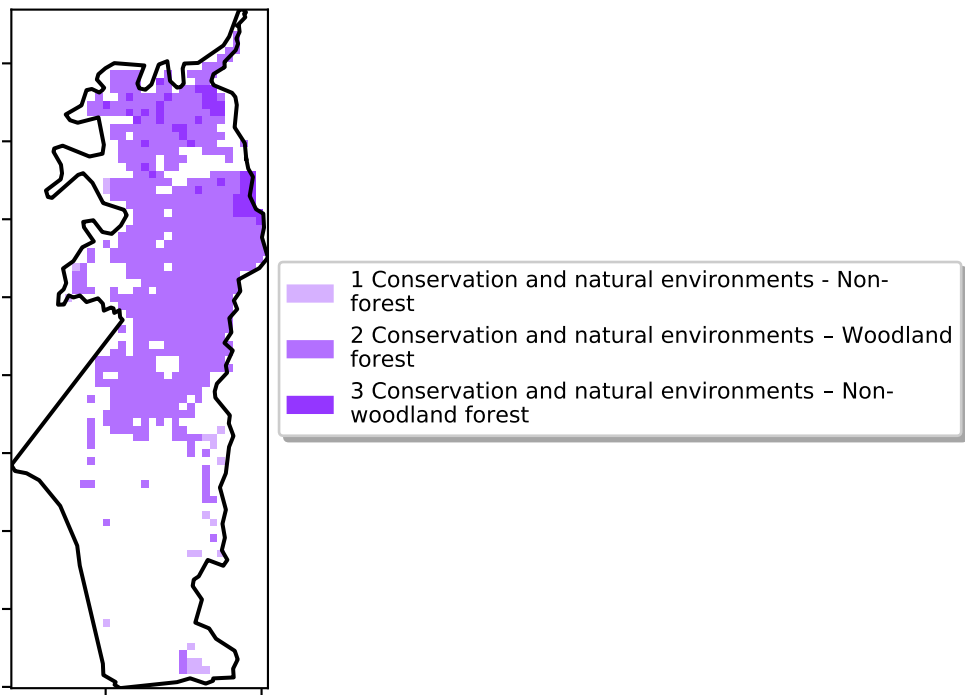 1 Conservation and natural environments - Non-
forest
2 Conservation and natural environments – Woodland
forest
3 Conservation and natural environments – Non-
woodland forest